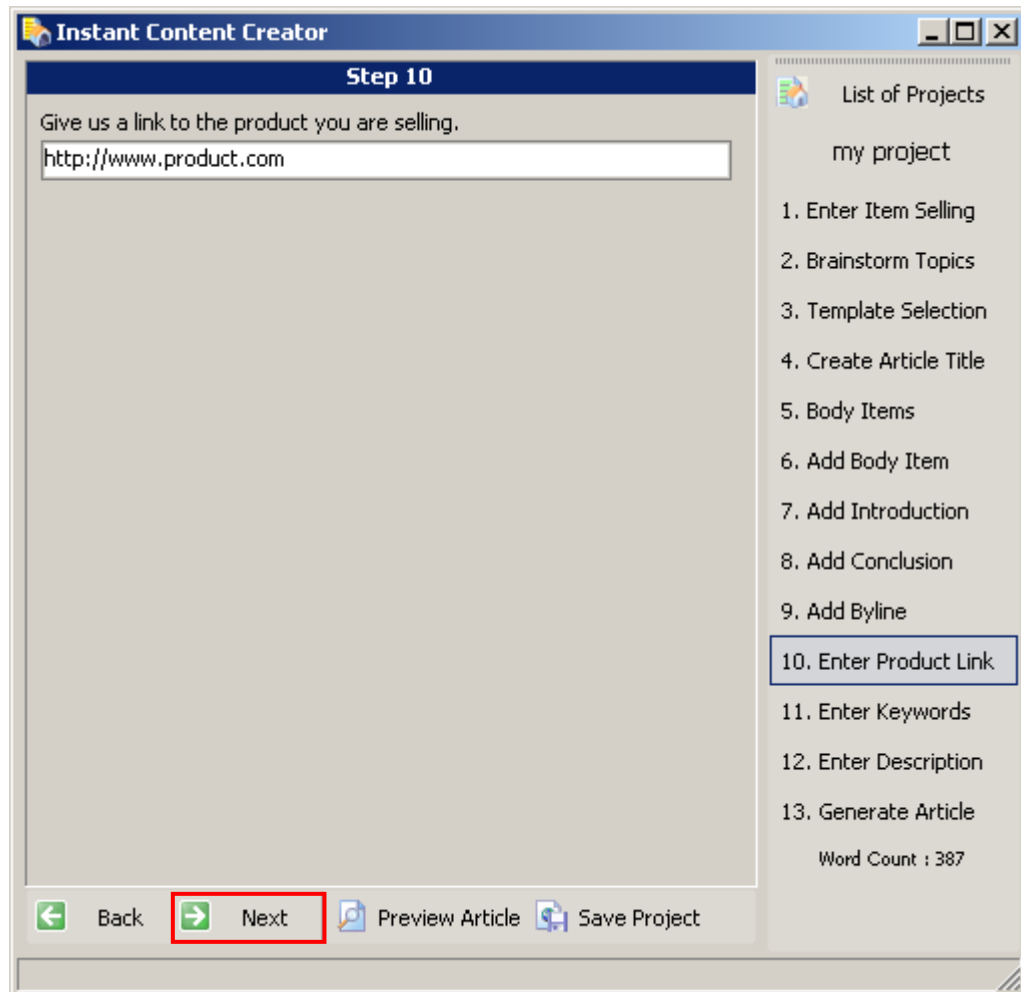 Instant Content Creator
Step 10
Give us a link to the product you are selling.
http://www.product.com
List of Projects
my project
1. Enter Item Selling
2. Brainstorm Topics
3. Template Selection
4. Create Article Title
5. Body Items
6. Add Body Item
7. Add Introduction
8. Add Conclusion
9. Add Byline
10. Enter Product Link
11. Enter Keywords
12. Enter Description
13. Generate Article
Word Count : 387
Back Next Preview Article Save Project